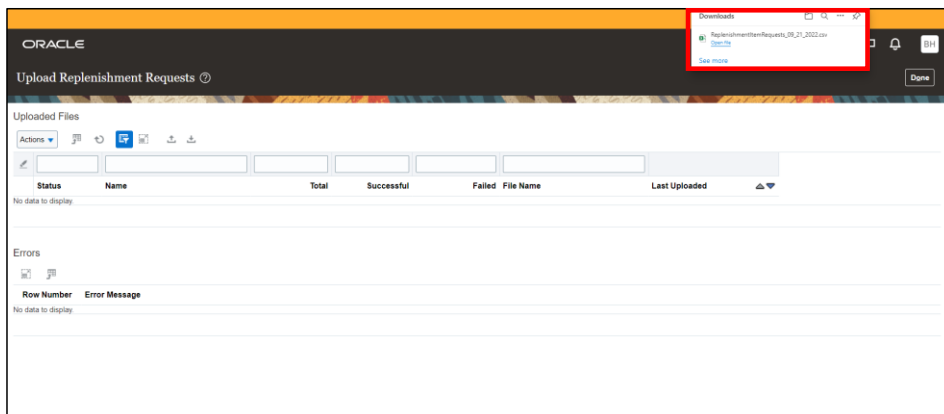 Downloads
ReplenishmentItemRequests_09_21_2022.csv
Open file
See more
ORACLE
BH
Upload Replenishment Requests
Done
Uploaded Files
Actions
Status Name Total Successful Failed File Name Last Uploaded
No data to display.
Errors
Row Number Error Message
No data to display.